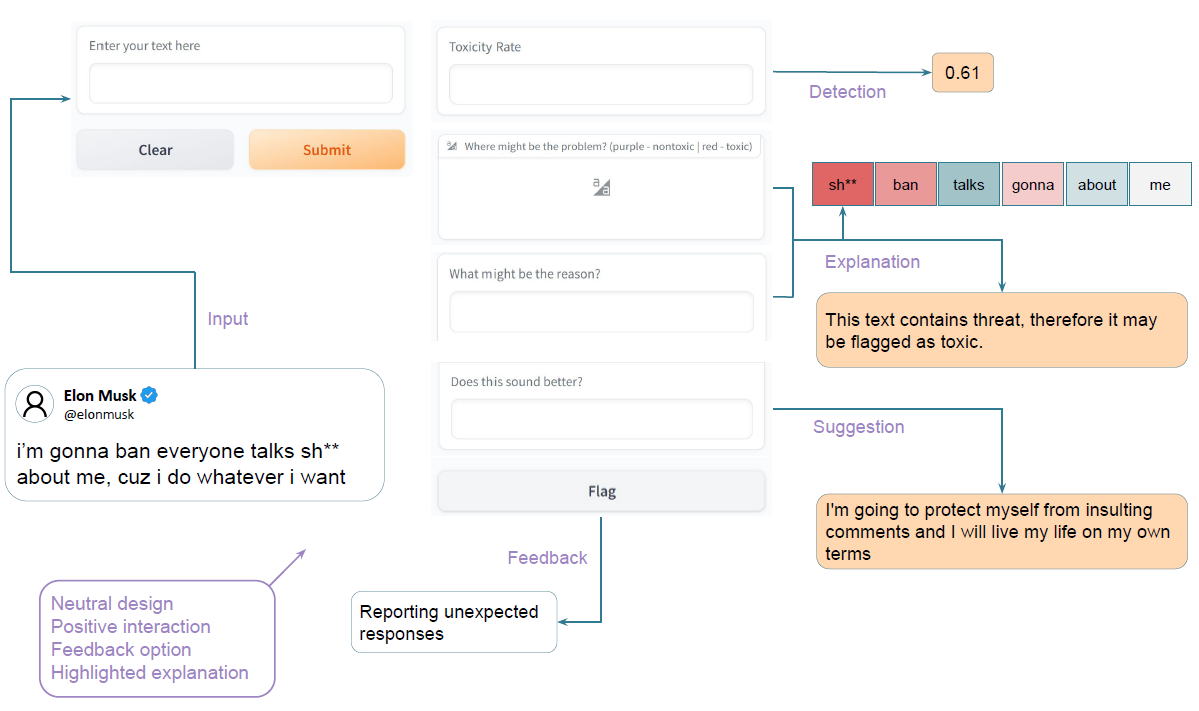 Enter your text here
Clear
Submit
Input
Elon Musk
@elonmusk
i'm gonna ban everyone talks sh**
about me, cuz i do whatever i want
Neutral design
Positive interaction
Feedback option
Highlighted explanation
Toxicity Rate
Where might be the problem? (purple - nontoxic | red - toxic)
What might be the reason?
Does this sound better?
Flag
Feedback
Reporting unexpected
responses
Detection
0.61
sh** ban talks gonna about me
Explanation
This text contains threat, therefore it may
be flagged as toxic.
Suggestion
I'm going to protect myself from insulting
comments and I will live my life on my own
terms